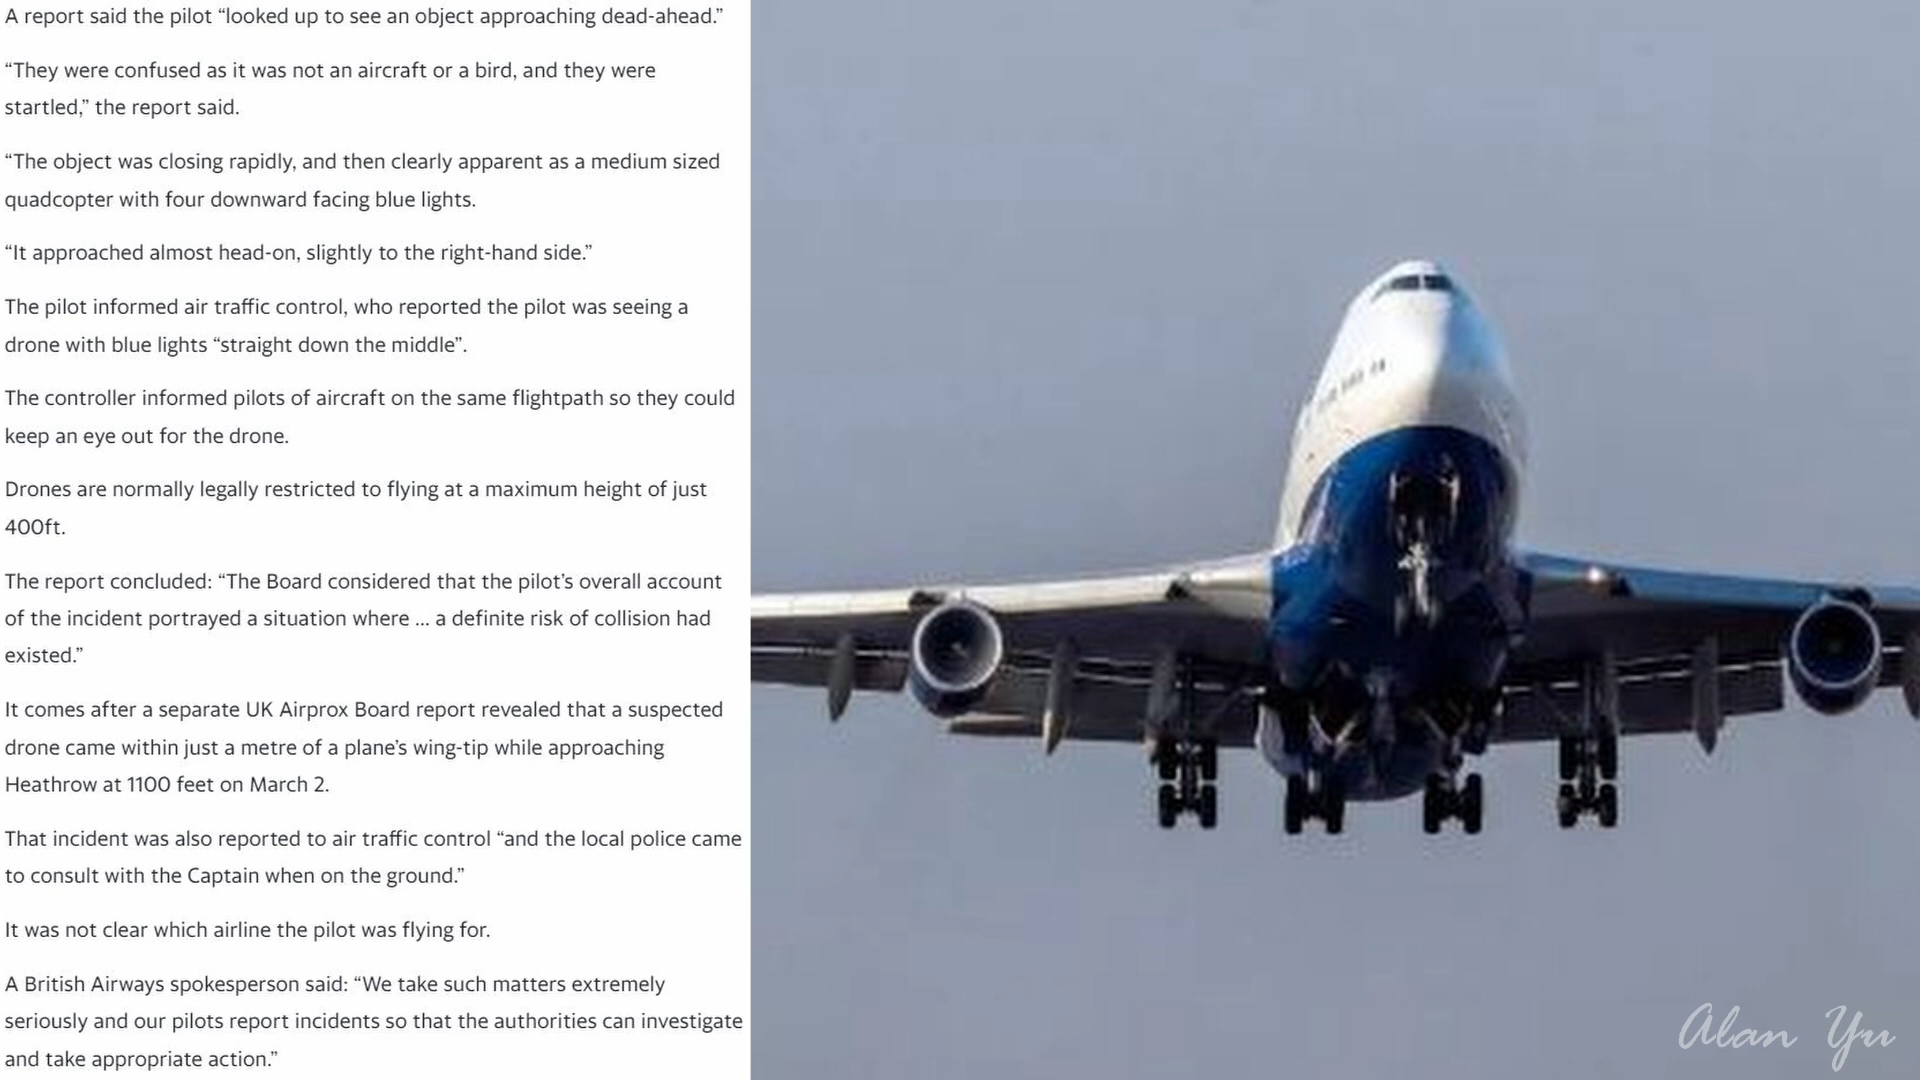 A report said the pilot “looked up to see an object approaching dead-ahead.”
“They were confused as it was not an aircraft or a bird, and they were
startled,” the report said.
“The object was closing rapidly, and then clearly apparent as a medium sized
quadcopter with four downward facing blue lights.
“It approached almost head-on, slightly to the right-hand side.”
The pilot informed air traffic control, who reported the pilot was seeing a
drone with blue lights “straight down the middle”.
The controller informed pilots of aircraft on the same flightpath so they could
keep an eye out for the drone.
Drones are normally legally restricted to flying at a maximum height of just
400ft.
The report concluded: “The Board considered that the pilot’s overall account
of the incident portrayed a situation where ... a definite risk of collision had
existed.”
It comes after a separate UK Airprox Board report revealed that a suspected
drone came within just a metre of a plane’s wing-tip while approaching
Heathrow at 1100 feet on March 2.
That incident was also reported to air traffic control “and the local police came
to consult with the Captain when on the ground.”
It was not clear which airline the pilot was flying for.
A British Airways spokesperson said: “We take such matters extremely
seriously and our pilots report incidents so that the authorities can investigate
and take appropriate action.”
Alan Yu